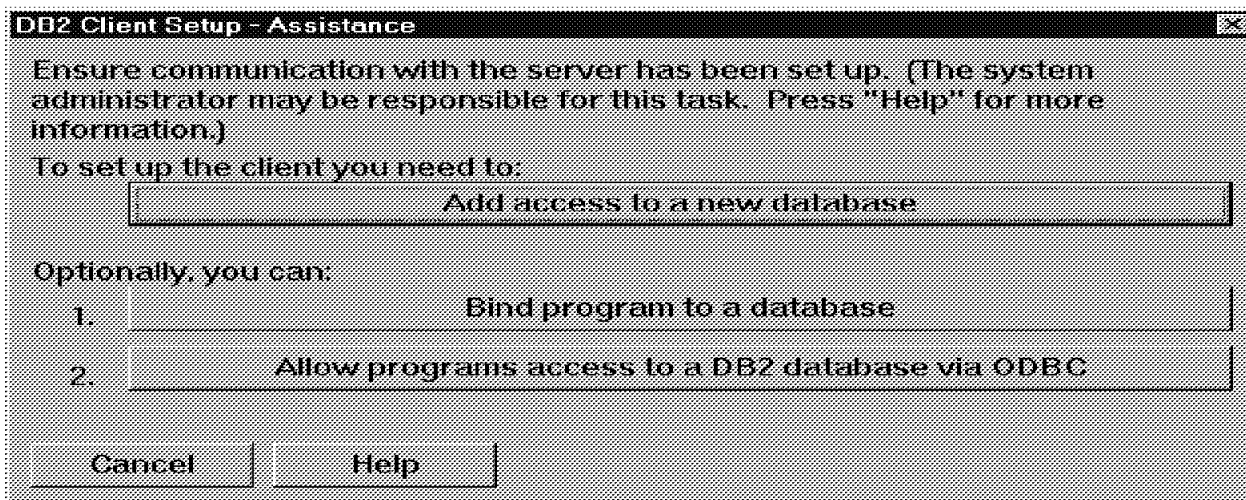 DB2 Client Setup - Assistance
Ensure communication with the server has been set up. (The system
administrator may be responsible for this task. Press "Help" for more
information.)
To set up the client you need to:
Add access to a new database
Optionally, you can:
1. Bind program to a database
2. Allow programs access to a DB2 database via ODBC
Cancel Help